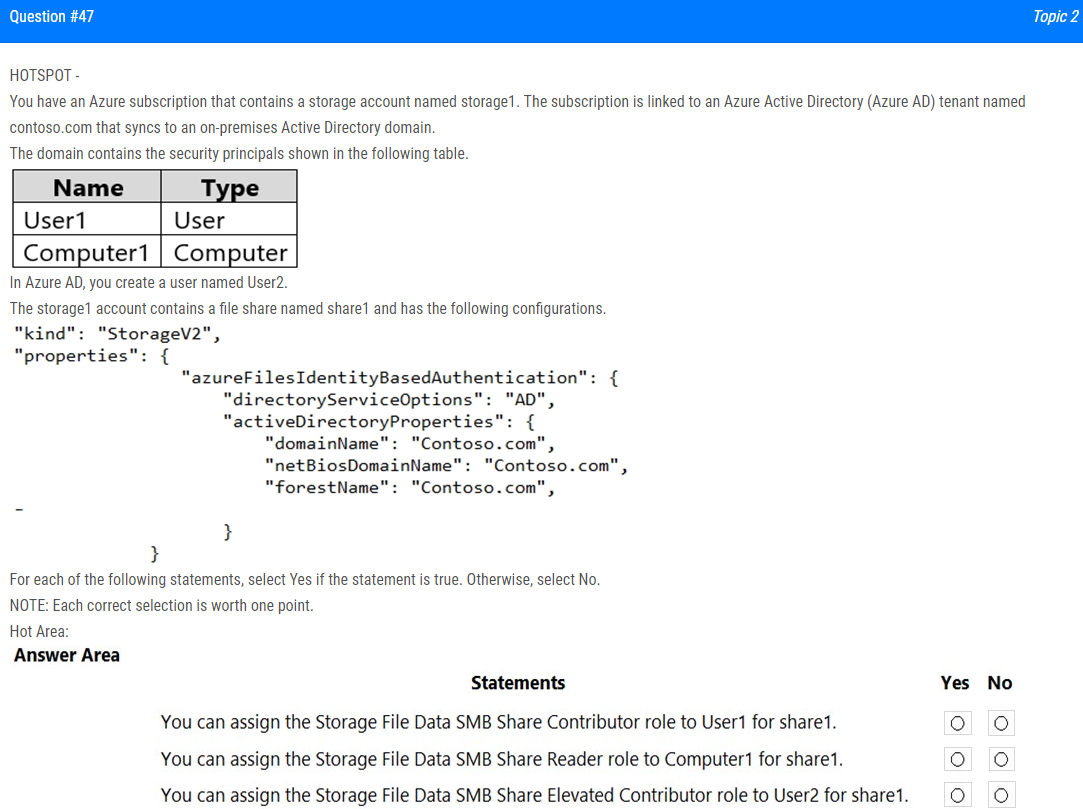 Question #47
Topic 2
HOTSPOT -
You have an Azure subscription that contains a storage account named storage1. The subscription is linked to an Azure Active Directory (Azure AD) tenant named
contoso.com that syncs to an on-premises Active Directory domain.
The domain contains the security principals shown in the following table.
Name Type
User1 User
Computer1 Computer
In Azure AD, you create a user named User2.
The storage1 account contains a file share named share1 and has the following configurations.
"kind": "StorageV2",
"properties": {
"azureFilesIdentityBasedAuthentication": {
"directoryServiceOptions": "AD",
"activeDirectoryProperties": {
"domainName": "Contoso.com",
"netBiosDomainName": "Contoso.com",
"forestName": "Contoso.com",
–
}
}
For each of the following statements, select Yes if the statement is true. Otherwise, select No.
NOTE: Each correct selection is worth one point.
Hot Area:
Answer Area
Statements Yes No
You can assign the Storage File Data SMB Share Contributor role to User1 for share1.
You can assign the Storage File Data SMB Share Reader role to Computer1 for share1.
You can assign the Storage File Data SMB Share Elevated Contributor role to User2 for share1.